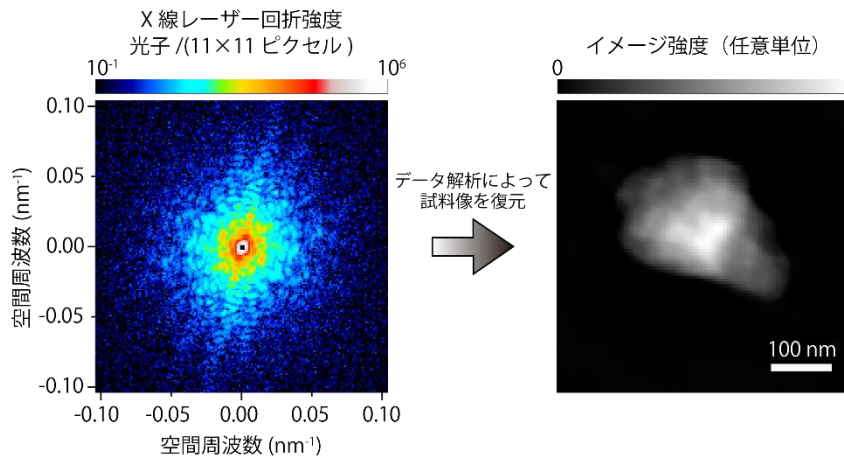 X 線レーザー回折強度
光子 /(11×11 ピクセル )
10-1 106
0.10
0.05
0.00
-0.05
-0.10
空間周波数 (nm-1)
-0.10 -0.05 0.00 0.05 0.10
空間周波数 (nm-1)
データ解析によって
試料像を復元
イメージ強度（任意単位）
0
100 nm